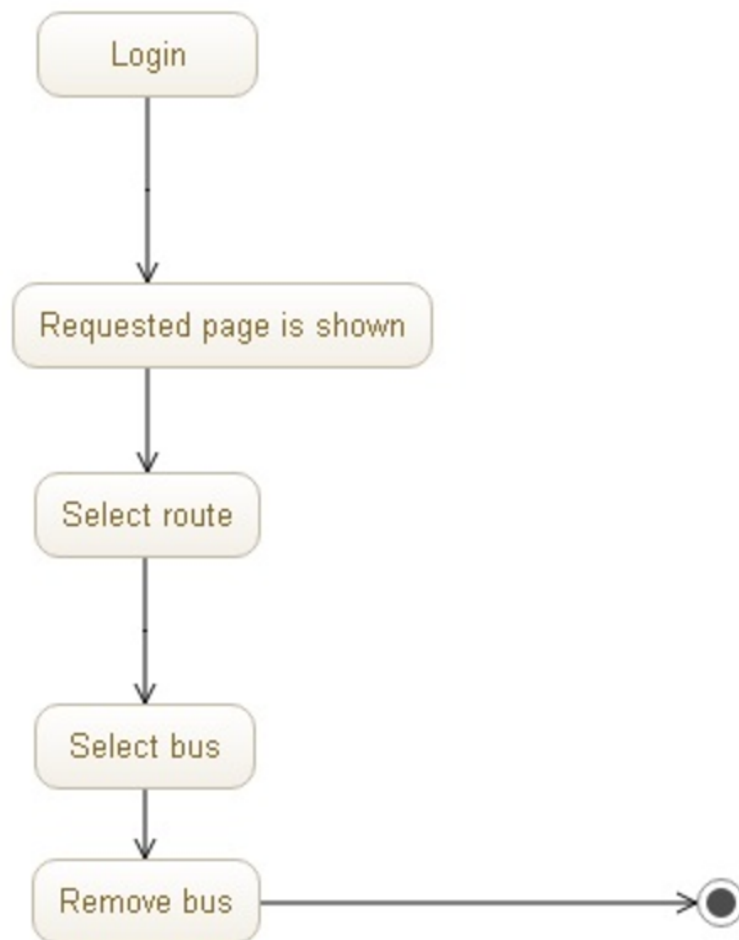 Login
Requested page is shown
Select route
Select bus
Remove bus